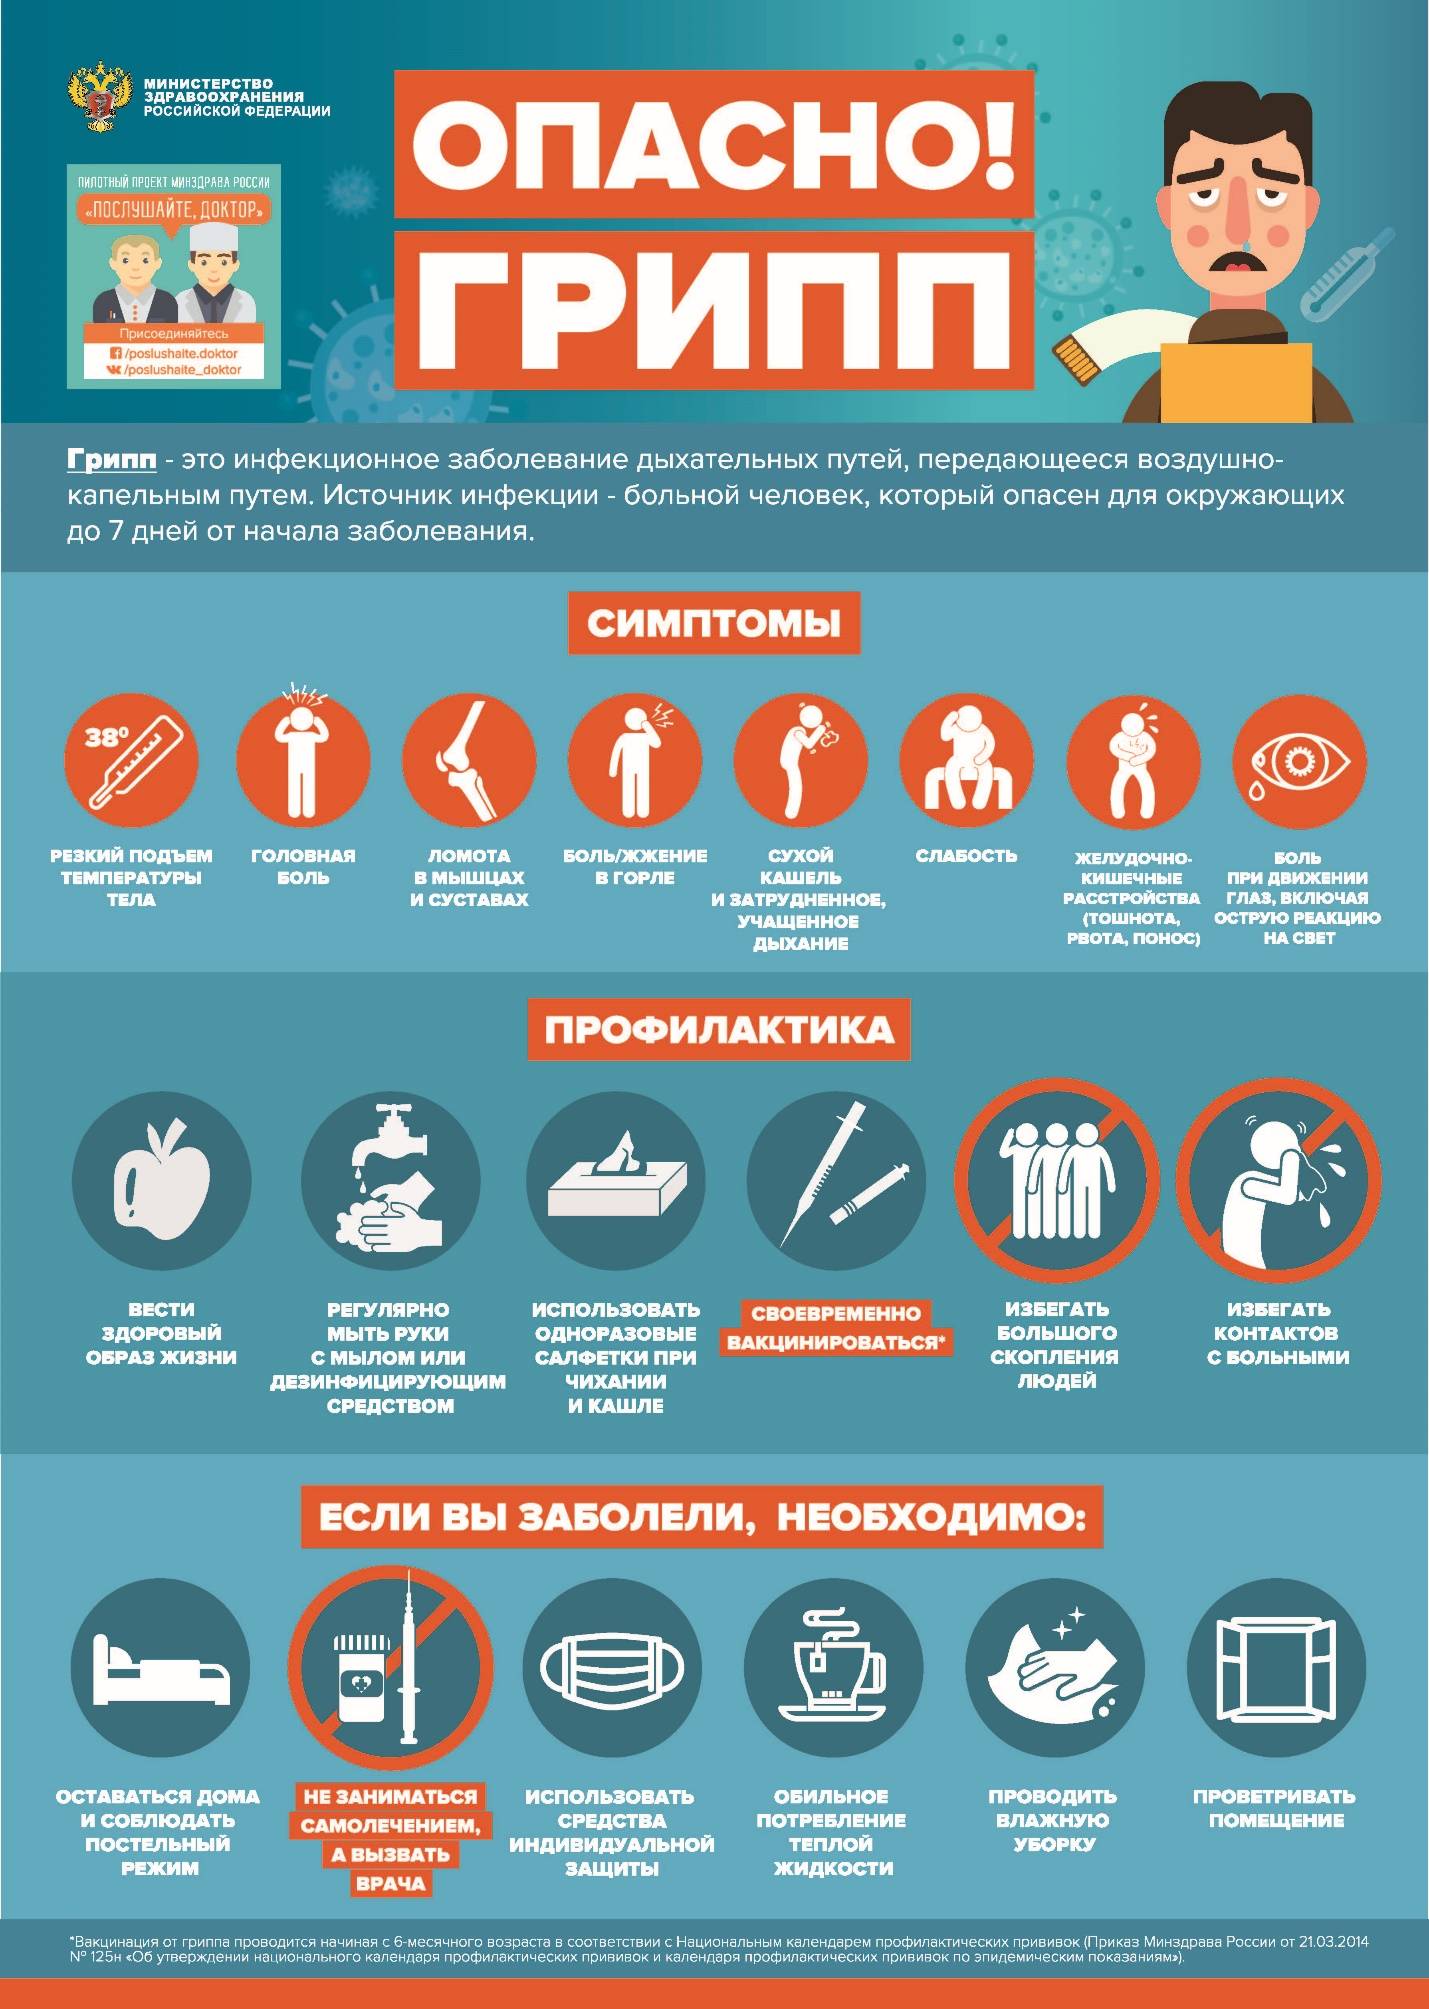 МИНИСТЕРСТВО
ЗДРАВООХРАНЕНИЯ
РОССИЙСКОЙ ФЕДЕРАЦИИ
ПИЛОТНЫЙ ПРОЕКТ МИНЗДРАВА РОССИИ
«ПОСЛУШАЙТЕ, ДОКТОР»
Присоединяйтесь
/poslushaite.doktor
/poslushaite_doktor
ОПАСНО!
ГРИПП
Грипп - это инфекционное заболевание дыхательных путей, передающееся воздушно-
капельным путем. Источник инфекции - больной человек, который опасен для окружающих
до 7 дней от начала заболевания.
СИМПТОМЫ
38º
РЕЗКИЙ ПОДЪЕМ
ТЕМПЕРАТУРЫ
ТЕЛА
ГОЛОВНАЯ
БОЛЬ
ЛОМОТА
В МЫШЦАХ
И СУСТАВАХ
БОЛЬ/ЖЖЕНИЕ
В ГОРЛЕ
СУХОЙ
КАШЕЛЬ
И ЗАТРУДНЕННОЕ,
УЧАЩЕННОЕ
ДЫХАНИЕ
СЛАБОСТЬ
ЖЕЛУДОЧНО-
КИШЕЧНЫЕ
РАССТРОЙСТВА
(ТОШНОТА,
РВОТА, ПОНОС)
БОЛЬ
ПРИ ДВИЖЕНИИ
ГЛАЗ, ВКЛЮЧАЯ
ОСТРУЮ РЕАКЦИЮ
НА СВЕТ
ПРОФИЛАКТИКА
ВЕСТИ
ЗДОРОВЫЙ
ОБРАЗ ЖИЗНИ
РЕГУЛЯРНО
МЫТЬ РУКИ
С МЫЛОМ ИЛИ
ДЕЗИНФИЦИРУЮЩИМ
СРЕДСТВОМ
ИСПОЛЬЗОВАТЬ
ОДНОРАЗОВЫЕ
САЛФЕТКИ ПРИ
ЧИХАНИИ
И КАШЛЕ
СВОЕВРЕМЕННО
ВАКЦИНИРОВАТЬСЯ*
ИЗБЕГАТЬ
БОЛЬШОГО
СКОПЛЕНИЯ
ЛЮДЕЙ
ИЗБЕГАТЬ
КОНТАКТОВ
С БОЛЬНЫМИ
ЕСЛИ ВЫ ЗАБОЛЕЛИ, НЕОБХОДИМО:
ОСТАВАТЬСЯ ДОМА
И СОБЛЮДАТЬ
ПОСТЕЛЬНЫЙ
РЕЖИМ
НЕ ЗАНИМАТЬСЯ
САМОЛЕЧЕНИЕМ,
А ВЫЗВАТЬ
ВРАЧА
ИСПОЛЬЗОВАТЬ
СРЕДСТВА
ИНДИВИДУАЛЬНОЙ
ЗАЩИТЫ
ОБИЛЬНОЕ
ПОТРЕБЛЕНИЕ
ТЕПЛОЙ
ЖИДКОСТИ
ПРОВОДИТЬ
ВЛАЖНУЮ
УБОРКУ
ПРОВЕТРИВАТЬ
ПОМЕЩЕНИЕ
*Вакцинация от гриппа проводится начиная с 6-месячного возраста в соответствии с Национальным календарем профилактических прививок (Приказ Минздрава России от 21.03.2014
№ 125н «Об утверждении национального календаря профилактических прививок и календаря профилактических прививок по эпидемическим показаниям»).